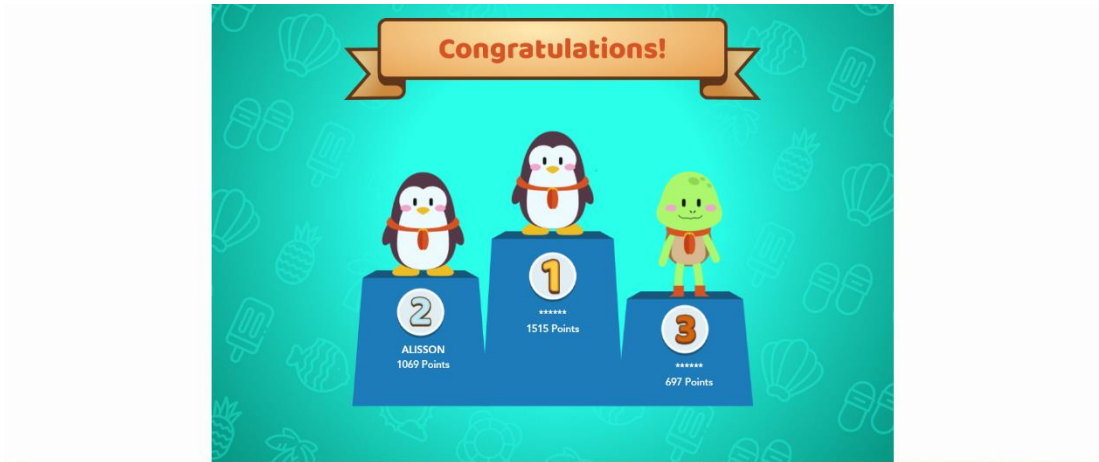 Congratulations!
1
******
1515 Points
2
ALISSON
1069 Points
3
******
697 Points